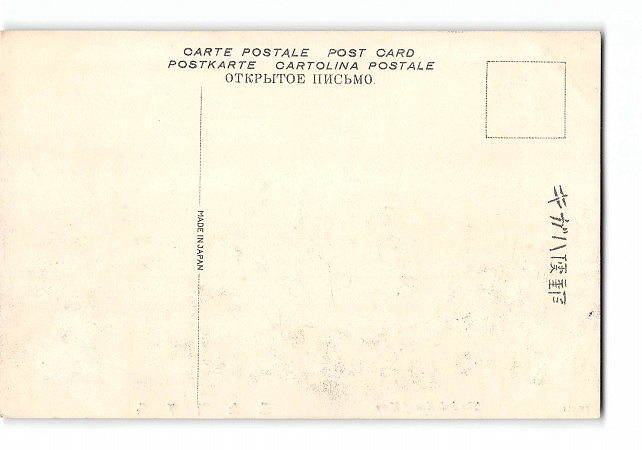 CARTE POSTALE POST CARD
POSTKARTE CARTOLINA POSTALE
ОТКРЫТОЕ ПИСЬМО.
MADE IN JAPAN
郵便ハガキ